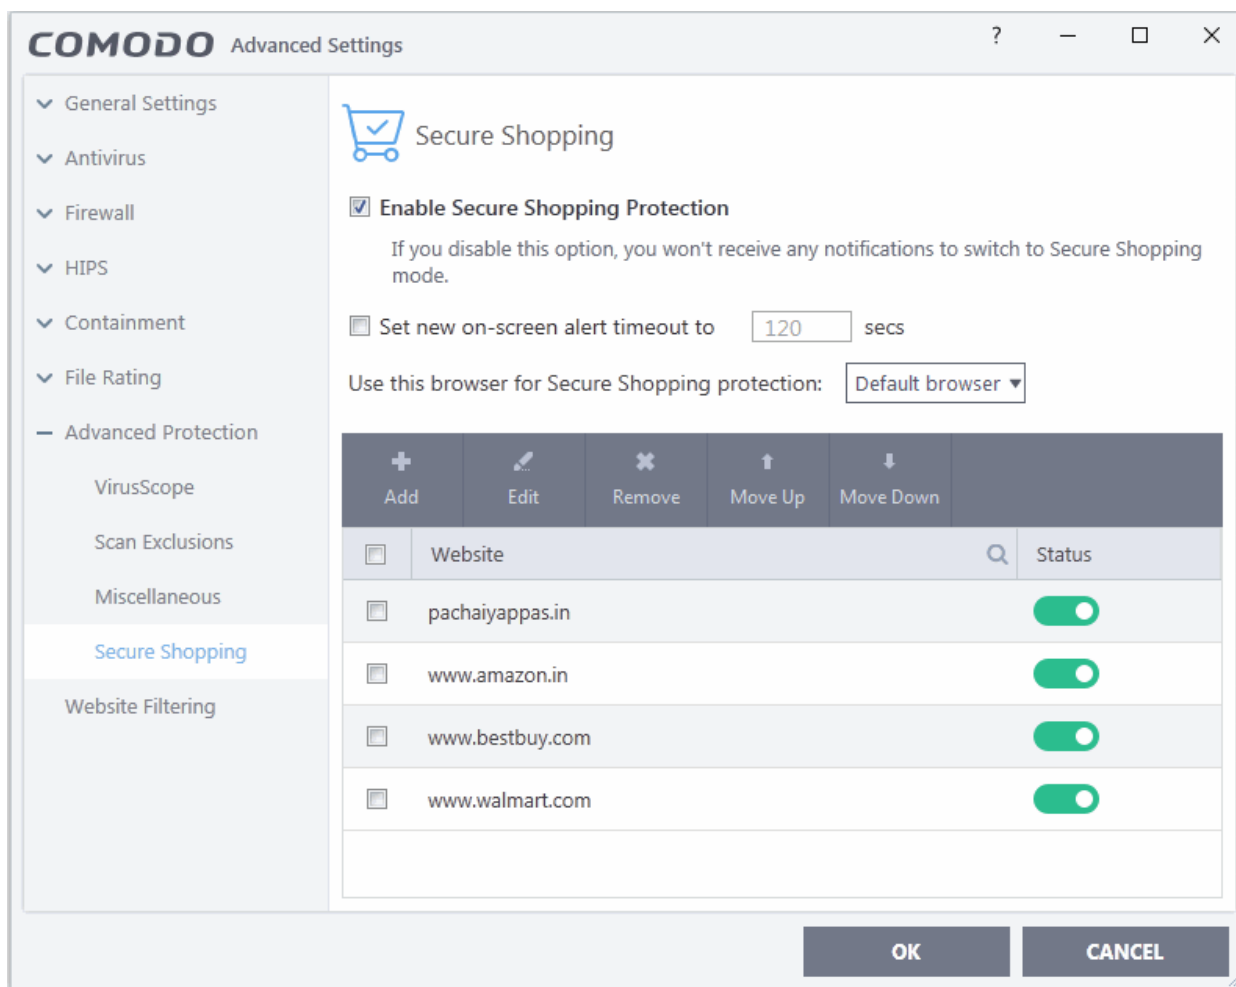 COMODO Advanced Settings ?
General Settings
Antivirus
Firewall
HIPS
Containment
File Rating
Advanced Protection
VirusScope
Scan Exclusions
Miscellaneous
Secure Shopping
Website Filtering
Secure Shopping
Enable Secure Shopping Protection
If you disable this option, you won't receive any notifications to switch to Secure Shopping
mode.
Set new on-screen alert timeout to 120 secs
Use this browser for Secure Shopping protection: Default browser
Add Edit Remove Move Up Move Down
Website Status
pachaiyappas.in
www.amazon.in
www.bestbuy.com
www.walmart.com
OK CANCEL